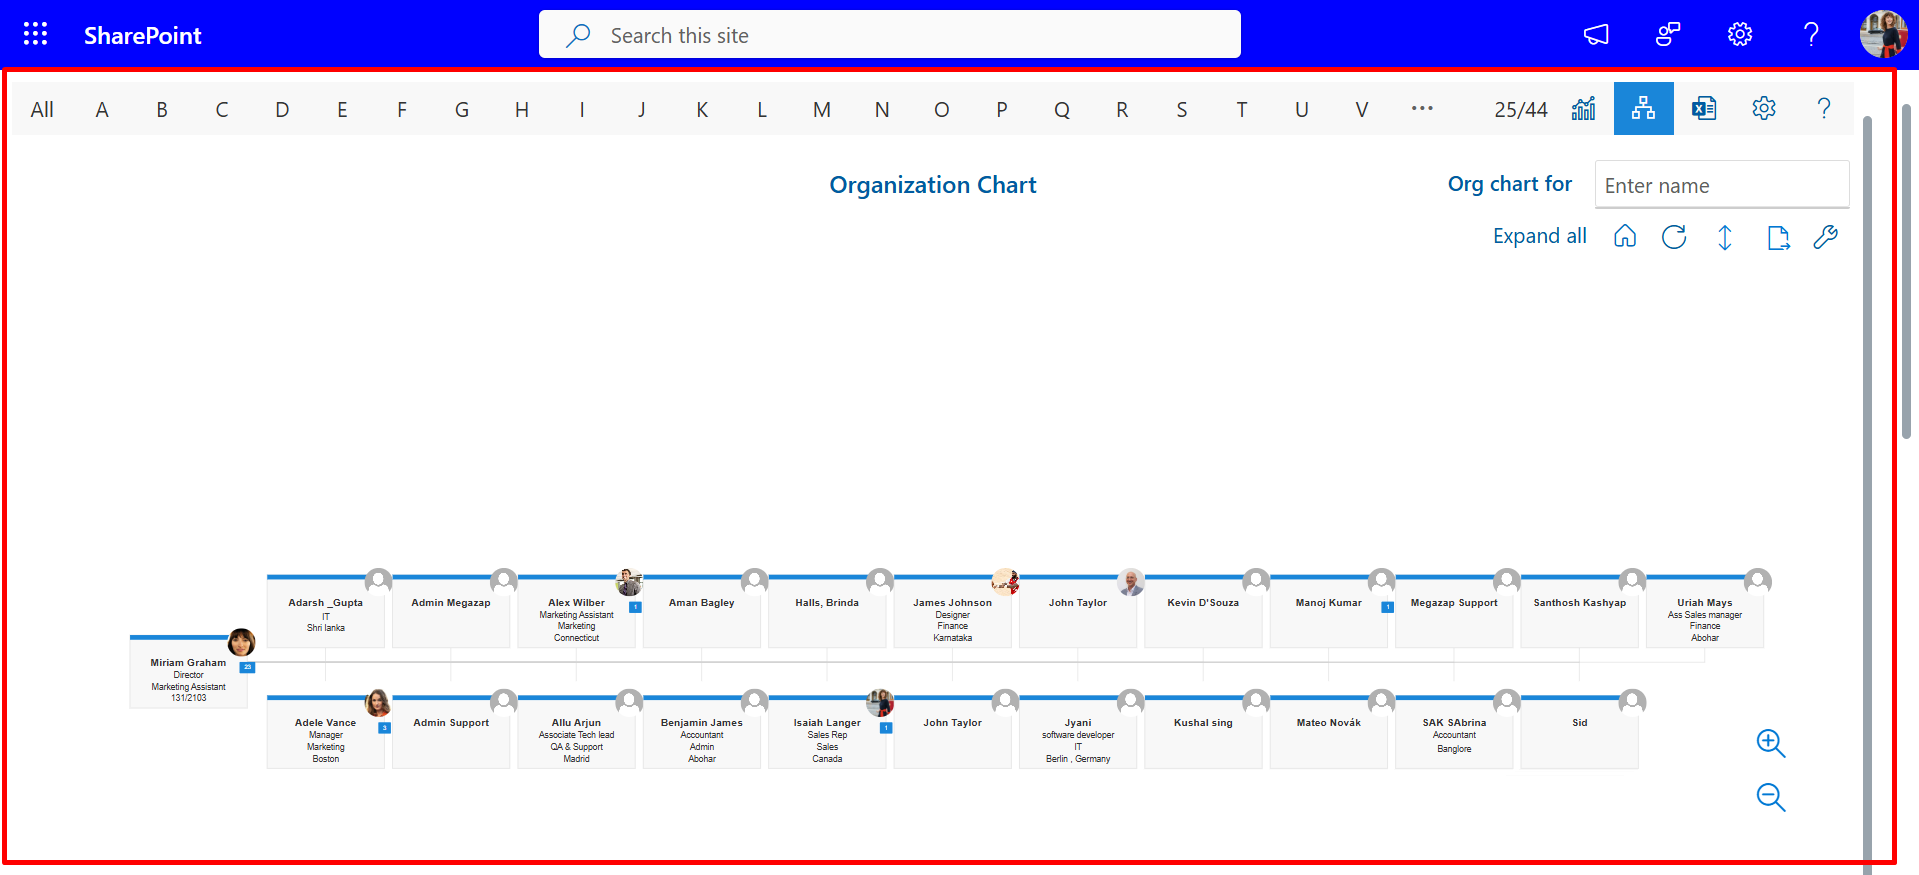 SharePoint
Search this site
All A B C D E F G H I J K L M N O P Q R S T U V ··· 25/44
Organization Chart
Org chart for
Enter name
Expand all
Adarsh _Gupta
IT
Shri lanka
Admin Megazap
Alex Wilber
Marketing Assistant
Marketing
Connecticut
1
Aman Bagley
Halls, Brinda
James Johnson
Designer
Finance
Karnataka
John Taylor
Kevin D'Souza
Manoj Kumar
1
Megazap Support
Santhosh Kashyap
Uriah Mays
Ass Sales manager
Finance
Abohar
Miriam Graham
Director
Marketing Assistant
131/2103
23
Adele Vance
Manager
Marketing
Boston
3
Admin Support
Allu Arjun
Associate Tech lead
QA & Support
Madrid
Benjamin James
Accountant
Admin
Abohar
Isaiah Langer
Sales Rep
Sales
Canada
1
John Taylor
Jyani
software developer
IT
Berlin , Germany
Kushal sing
Mateo Novák
SAK SAbrina
Accountant
Banglore
Sid